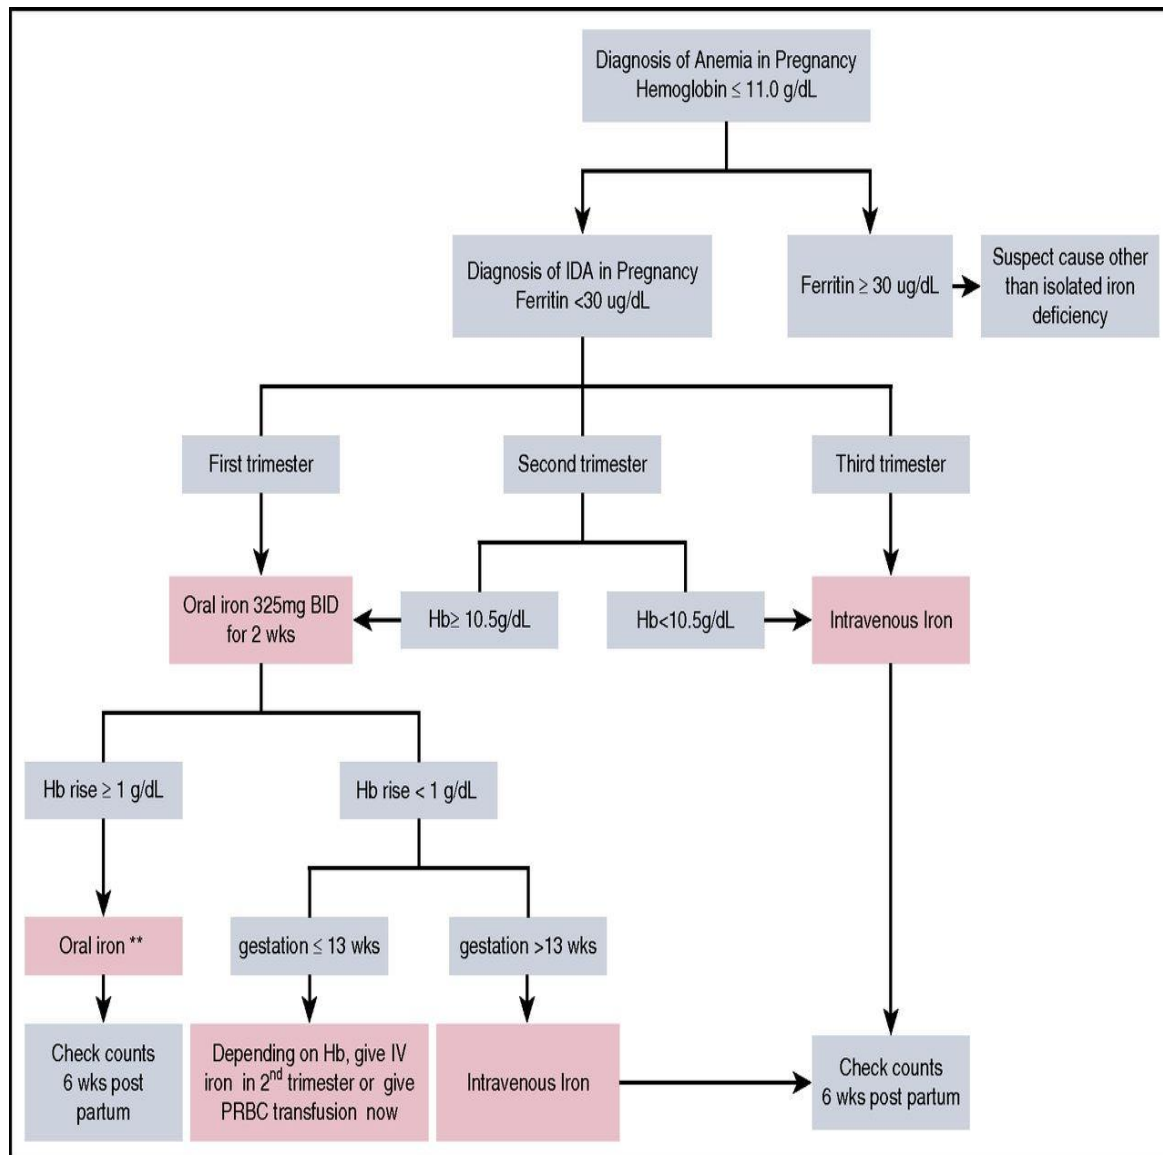 Diagnosis of Anemia in Pregnancy
Hemoglobin ≤ 11.0 g/dL
Diagnosis of IDA in Pregnancy
Ferritin <30 ug/dL
Ferritin ≥ 30 ug/dL
Suspect cause other
than isolated iron
deficiency
First trimester
Second trimester
Third trimester
Oral iron 325mg BID
for 2 wks
Hb≥ 10.5g/dL
Hb<10.5g/dL
Intravenous Iron
Hb rise ≥ 1 g/dL
Hb rise < 1 g/dL
Oral iron **
gestation ≤ 13 wks
gestation >13 wks
Check counts
6 wks post
partum
Depending on Hb, give IV
iron in 2nd trimester or give
PRBC transfusion now
Intravenous Iron
Check counts
6 wks post partum